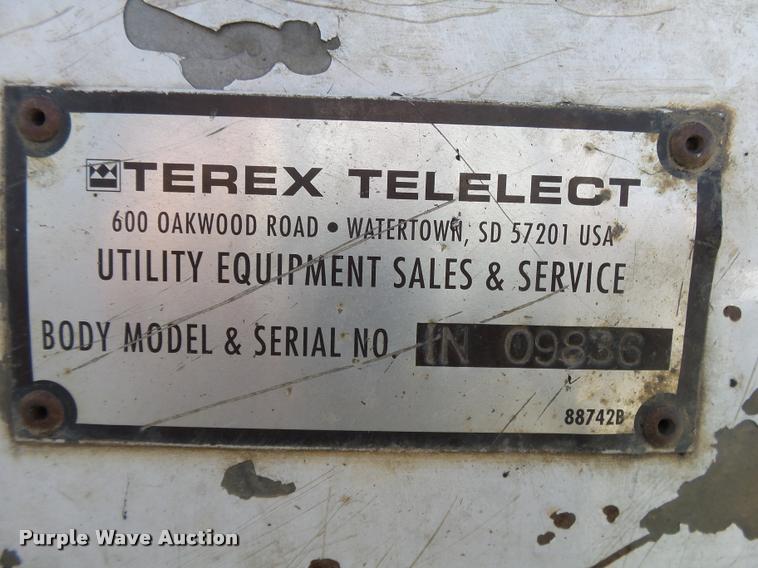 TEREX TELELECT
600 OAKWOOD ROAD • WATERTOWN, SD 57201 USA
UTILITY EQUIPMENT SALES & SERVICE
BODY MODEL & SERIAL NO IN 09836
88742B
Purple Wave Auction